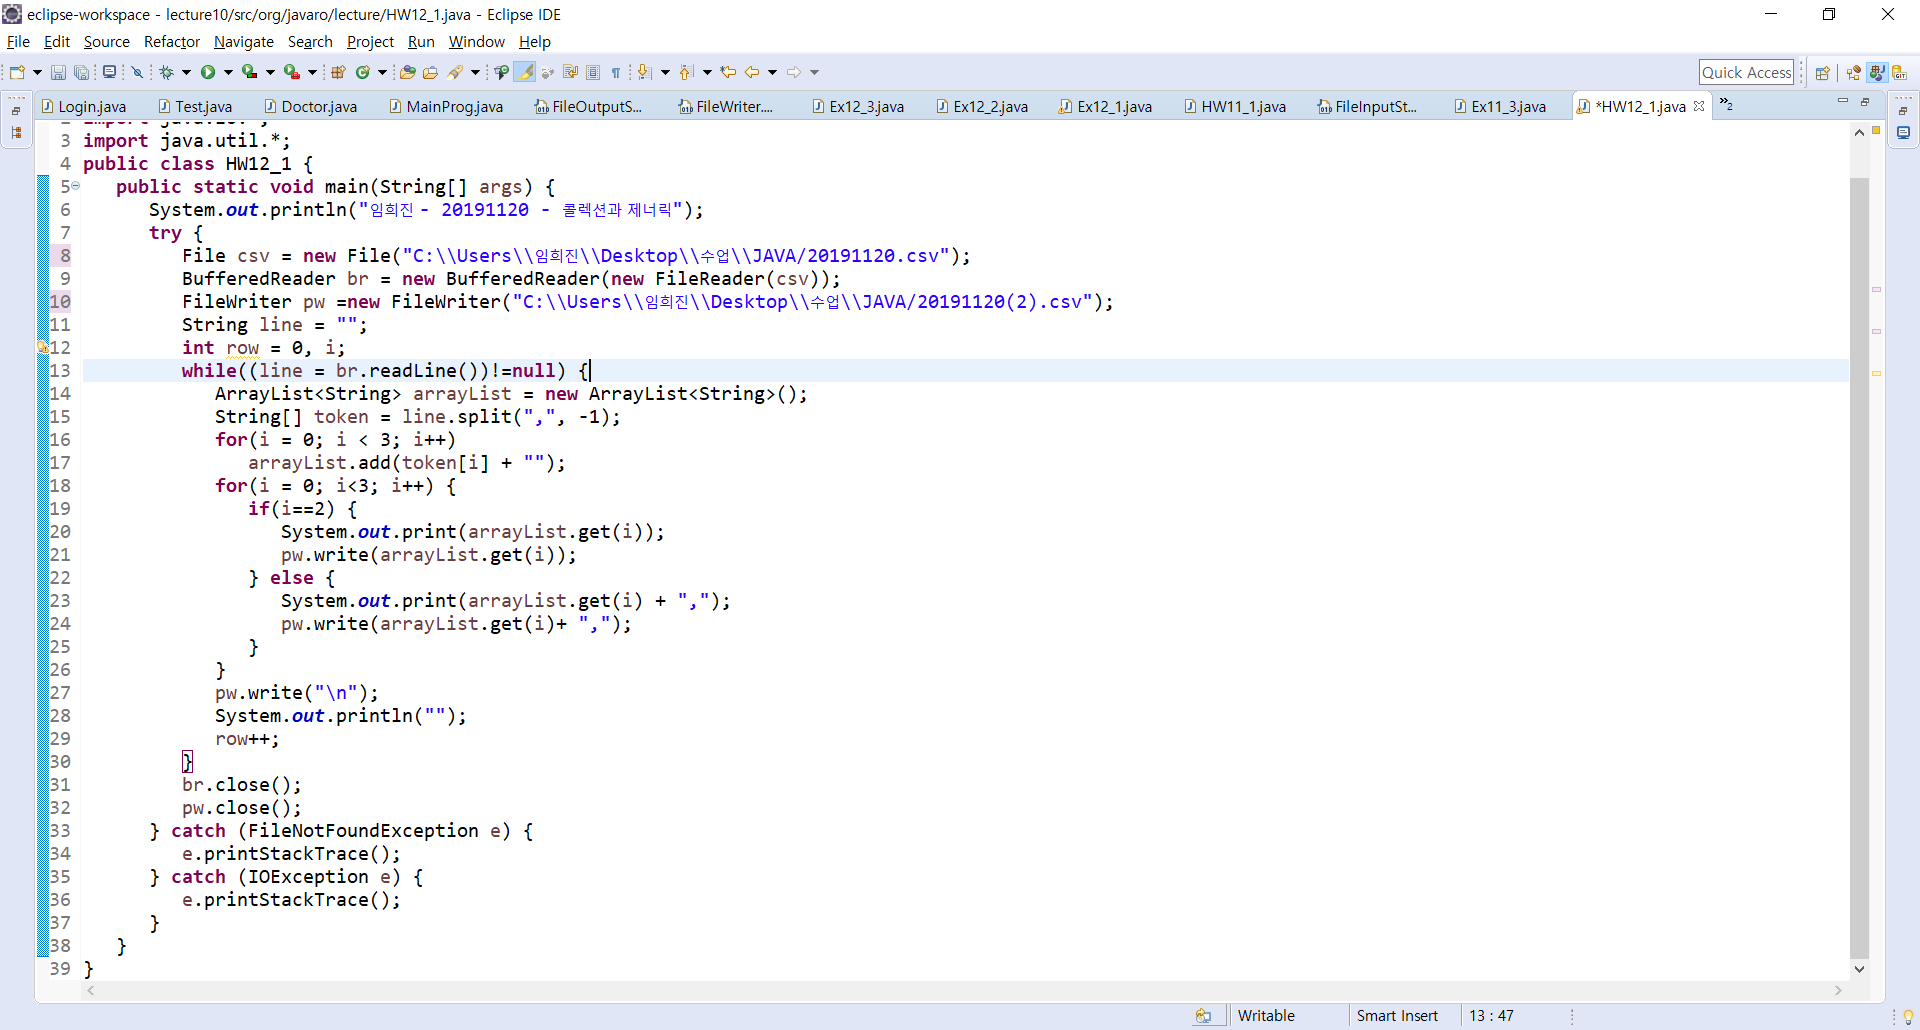 eclipse-workspace - lecture10/src/org/javaro/lecture/HW12_1.java - Eclipse IDE
File Edit Source Refactor Navigate Search Project Run Window Help
Quick Access
Login.java Test.java Doctor.java MainProg.java FileOutputS... FileWriter.... Ex12_3.java Ex12_2.java Ex12_1.java HW11_1.java FileInputSt... Ex11_3.java *HW12_1.java »2
3 import java.util.*;
4 public class HW12_1 {
5 public static void main(String[] args) {
6 System.out.println("임희진 - 20191120 - 콜렉션과 제너릭");
7 try {
8 File csv = new File("C:\\Users\\임희진\\Desktop\\수업\\JAVA/20191120.csv");
9 BufferedReader br = new BufferedReader(new FileReader(csv));
10 FileWriter pw =new FileWriter("C:\\Users\\임희진\\Desktop\\수업\\JAVA/20191120(2).csv");
11 String line = "";
12 int row = 0, i;
13 while((line = br.readLine())!=null) {
14 ArrayList<String> arrayList = new ArrayList<String>();
15 String[] token = line.split(",", -1);
16 for(i = 0; i < 3; i++)
17 arrayList.add(token[i] + "");
18 for(i = 0; i<3; i++) {
19 if(i==2) {
20 System.out.print(arrayList.get(i));
21 pw.write(arrayList.get(i));
22 } else {
23 System.out.print(arrayList.get(i) + ",");
24 pw.write(arrayList.get(i)+ ",");
25 }
26 }
27 pw.write("\n");
28 System.out.println("");
29 row++;
30 }
31 br.close();
32 pw.close();
33 } catch (FileNotFoundException e) {
34 e.printStackTrace();
35 } catch (IOException e) {
36 e.printStackTrace();
37 }
38 }
39 }
Writable Smart Insert 13 : 47